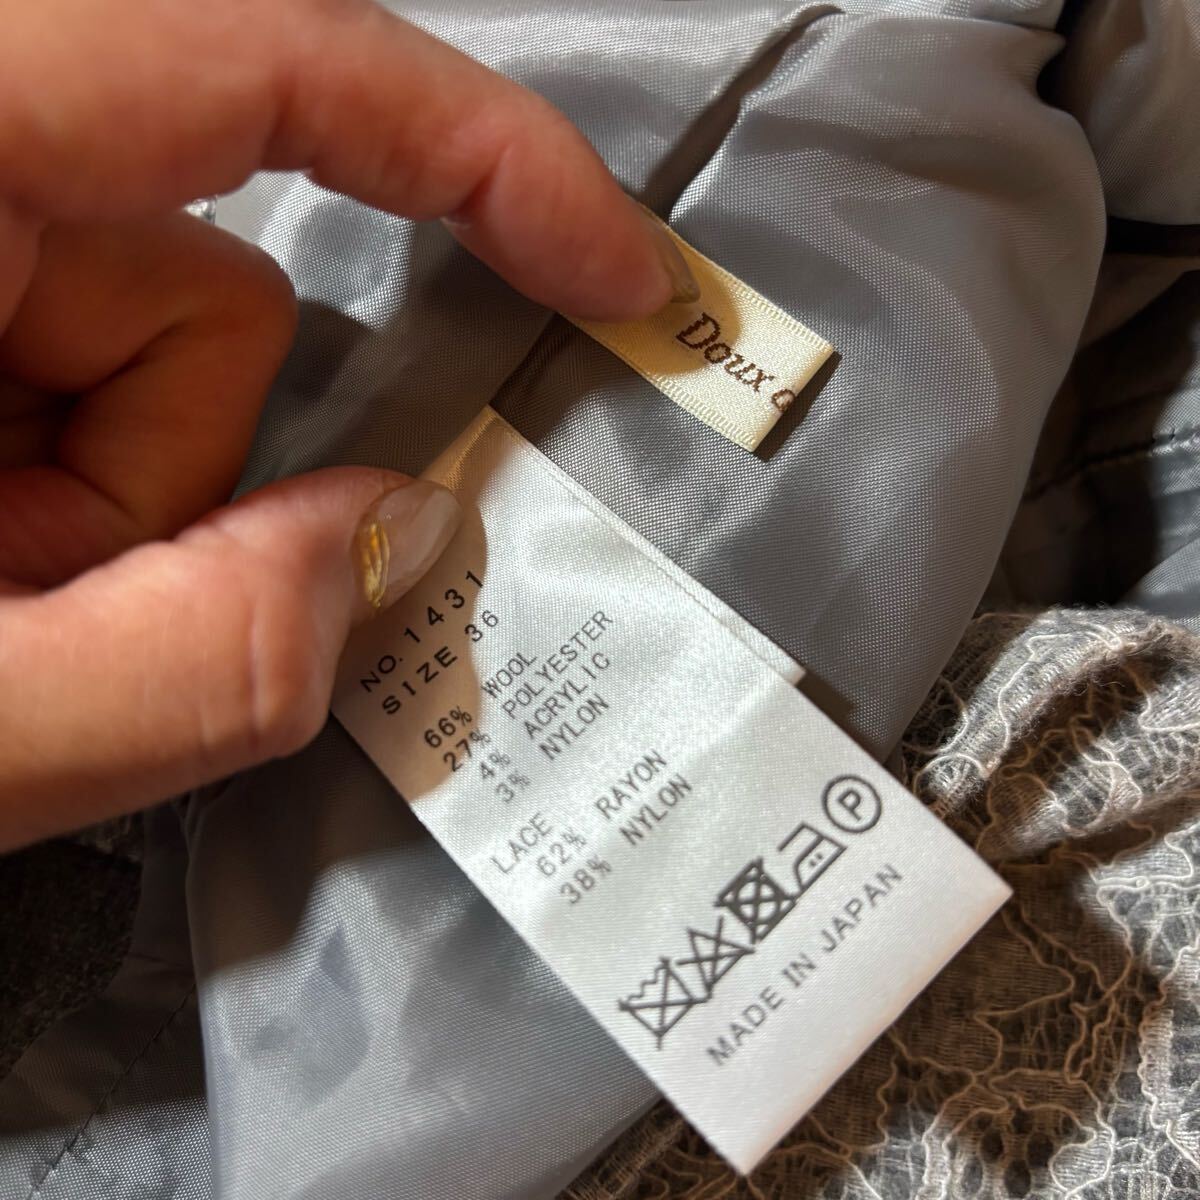 Doux
NO. 1431
SIZE 36
66% WOOL
27% POLYESTER
4% ACRYLIC
3% NYLON
LACE
62% RAYON
38% NYLON
P
MADE IN JAPAN